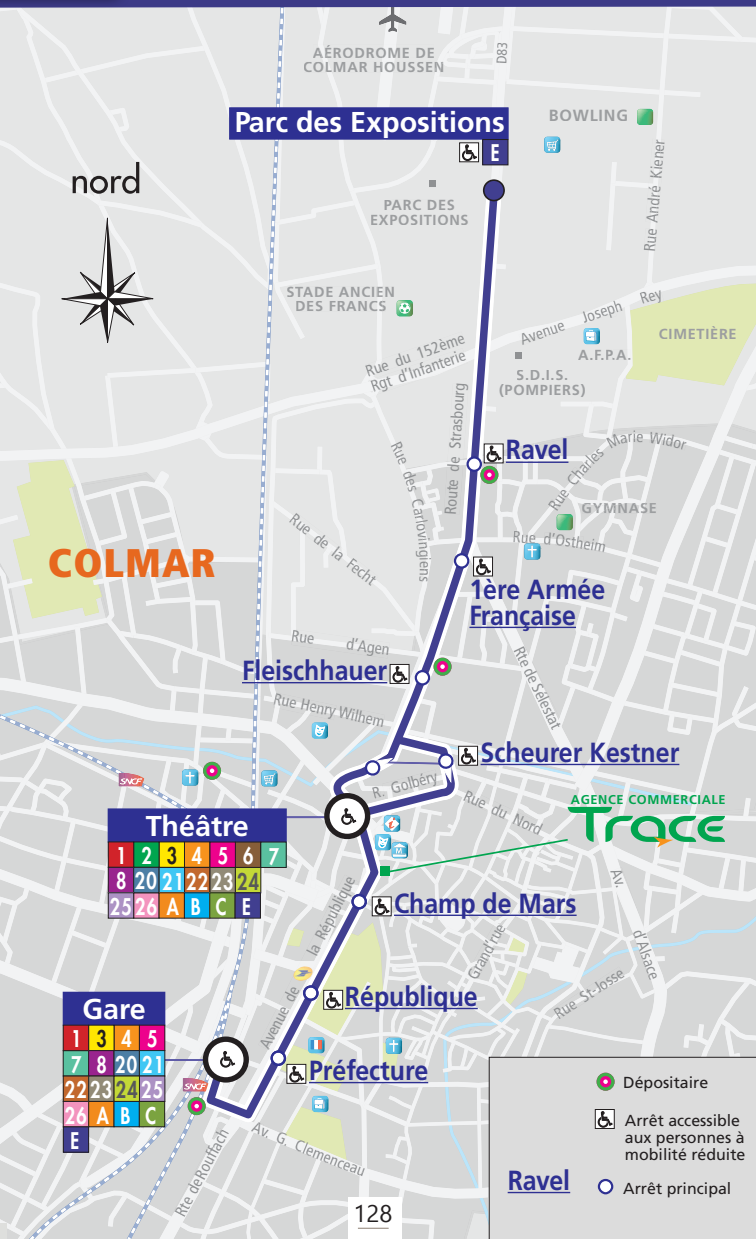 AÉRODROME DE
COLMAR HOUSSEN
D83
Parc des Expositions
E
BOWLING
nord
PARC DES
EXPOSITIONS
Rue André Kiener
STADE ANCIEN
DES FRANCS
Avenue Joseph Rey
CIMETIÈRE
A.F.P.A.
Rue du 152ème
Rgt d'Infanterie
S.D.I.S.
(POMPIERS)
Route de Strasbourg
Ravel
Rue Charles Marie Widor
Rue des Carlovingiens
GYMNASE
Rue d'Ostheim
Rue de la Fecht
COLMAR
1ère Armée
Française
Rue d'Agen
Fleischhauer
Rte de Sélestat
Rue Henry Wilhem
Scheurer Kestner
SNCF
R. Golbéry
Rue du Nord
AGENCE COMMERCIALE
Trace
Théâtre
1 2 3 4 5 6 7
8 20 21 22 23 24
25 26 A B C E
Av. d'Alsace
Champ de Mars
Avenue de la République
Grand'rue
République
Rue St-Josse
Gare
1 3 4 5
7 8 20 21
22 23 24 25
26 A B C
E
SNCF
Préfecture
Av. G. Clemenceau
Rte de Rouffach
Dépositaire
Arrêt accessible
aux personnes à
mobilité réduite
Ravel
Arrêt principal
128